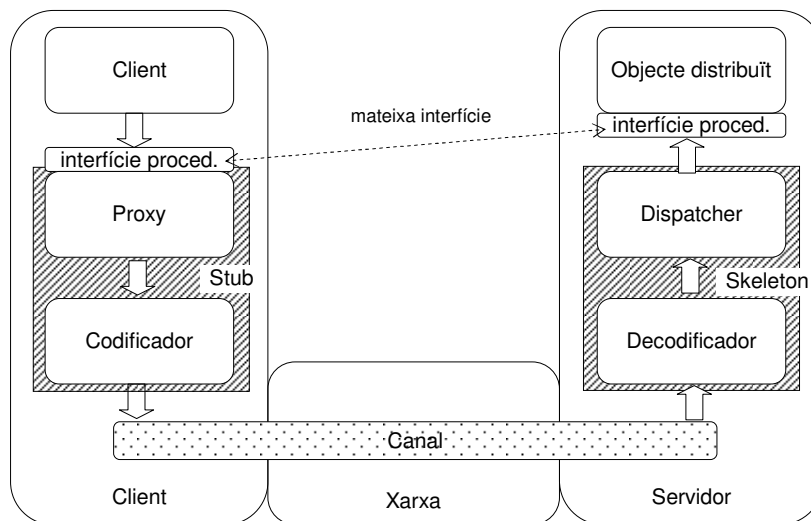 Client
Objecte distribuït
mateixa interfície
interfície proced.
interfície proced.
Proxy
Dispatcher
Stub
Skeleton
Codificador
Decodificador
Canal
Client
Xarxa
Servidor